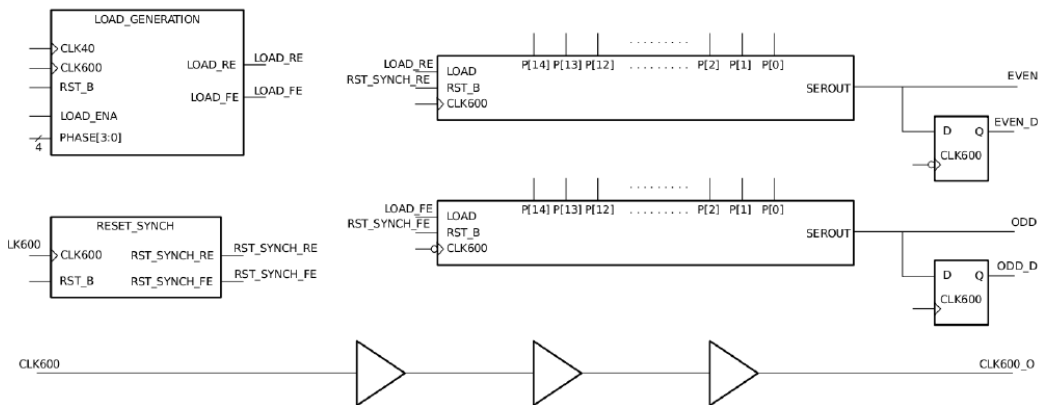 LOAD_GENERATION
CLK40
CLK600
RST_B
LOAD_ENA
PHASE[3:0]
4
LOAD_RE
LOAD_FE
LOAD_RE
LOAD_FE
LOAD_RE
RST_SYNCH_RE
P[14] P[13] P[12] ......... P[2] P[1] P[0]
LOAD
RST_B
CLK600
SEROUT
EVEN
D Q
CLK600
EVEN_D
RESET_SYNCH
LK600
CLK600
RST_B
RST_SYNCH_RE
RST_SYNCH_FE
RST_SYNCH_RE
RST_SYNCH_FE
LOAD_FE
RST_SYNCH_FE
P[14] P[13] P[12] ......... P[2] P[1] P[0]
LOAD
RST_B
CLK600
SEROUT
ODD
D Q
CLK600
ODD_D
CLK600
CLK600_O